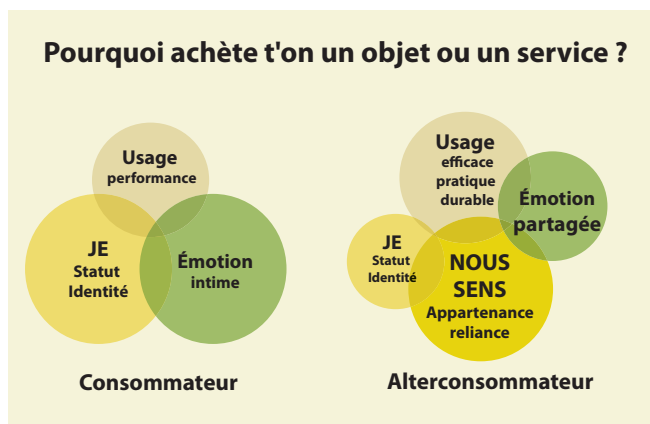 Pourquoi achète t'on un objet ou un service ?
Usage
performance
JE
Statut
Identité
Émotion
intime
Consommateur
Usage
efficace
pratique
durable
Émotion
partagée
JE
Statut
Identité
NOUS
SENS
Appartenance
reliance
Alterconsommateur